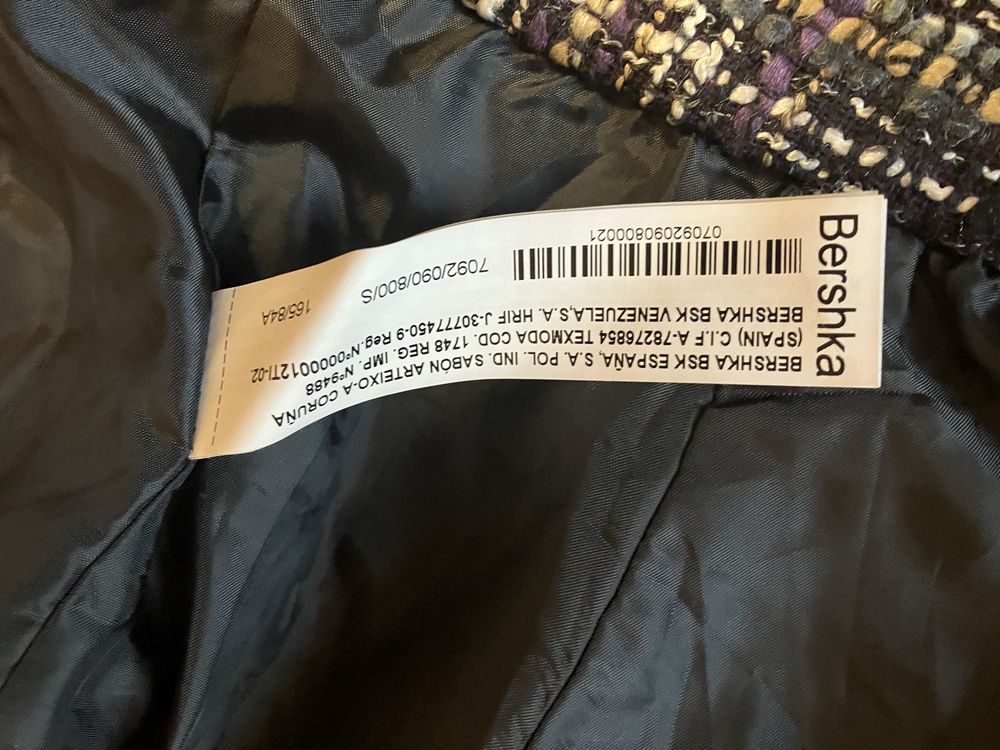 Bershka
BERSHKA BSK ESPAÑA, S.A. POL. IND. SABÓN ARTEIXO-A CORUÑA
(SPAIN) C.I.F A-78276854 TEXMODA COD. 1748 REG. IMP. Nº9488
BERSHKA BSK VENEZUELA,S.A. HRIF J-30777450-9 Reg.Nº00000012TI-02
07092090800021
7092/090/800/S
165/84A